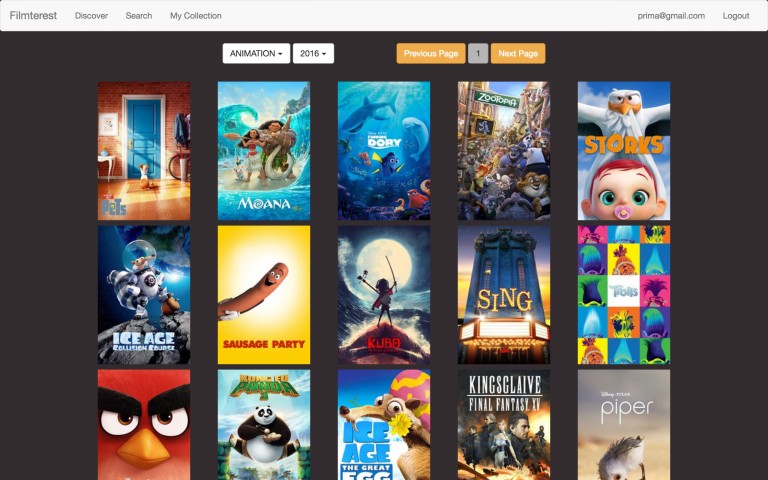 Filmterest Discover Search My Collection prima@gmail.com Logout
ANIMATION 2016 Previous Page 1 Next Page
PETS
MOANA
DISNEY·PIXAR
FINDING
DORY
ZOOTOPIA
STORKS
ICE AGE
COLLISION COURSE
SAUSAGE PARTY
KUBO
SING
TROLLS
KUNG FU
PANDA
3
ICE
AGE
THE GREAT
EGG
KINGSGLAIVE
FINAL FANTASY XV
DISNEY·PIXAR
piper